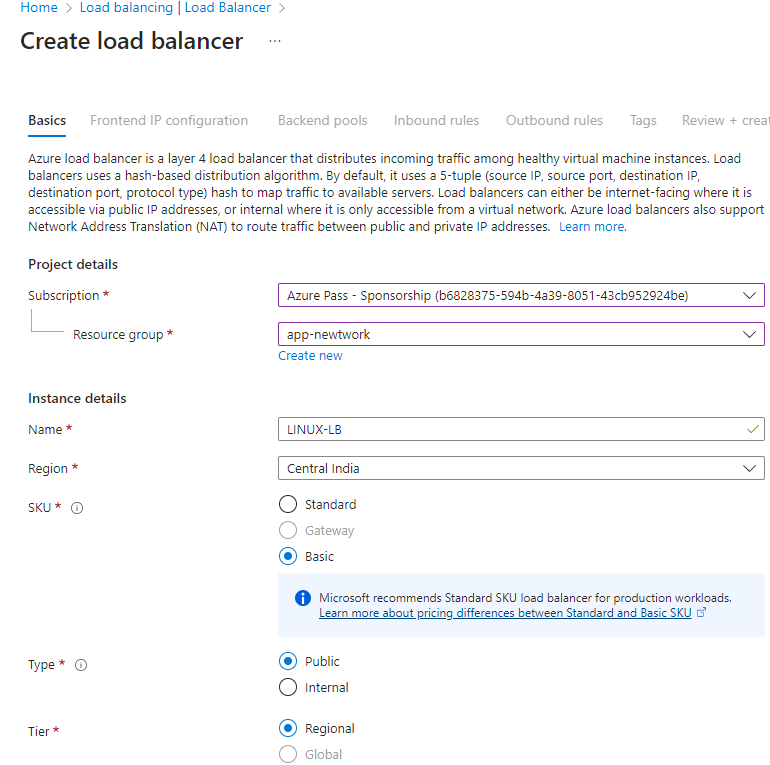 Home > Load balancing | Load Balancer >
Create load balancer ...
Basics Frontend IP configuration Backend pools Inbound rules Outbound rules Tags Review + creat
Azure load balancer is a layer 4 load balancer that distributes incoming traffic among healthy virtual machine instances. Load
balancers uses a hash-based distribution algorithm. By default, it uses a 5-tuple (source IP, source port, destination IP,
destination port, protocol type) hash to map traffic to available servers. Load balancers can either be internet-facing where it is
accessible via public IP addresses, or internal where it is only accessible from a virtual network. Azure load balancers also support
Network Address Translation (NAT) to route traffic between public and private IP addresses. Learn more.
Project details
Subscription * Azure Pass - Sponsorship (b6828375-594b-4a39-8051-43cb952924be)
Resource group * app-newtwork
Create new
Instance details
Name * LINUX-LB
Region * Central India
SKU * Standard
Gateway
Basic
Microsoft recommends Standard SKU load balancer for production workloads.
Learn more about pricing differences between Standard and Basic SKU
Type * Public
Internal
Tier * Regional
Global